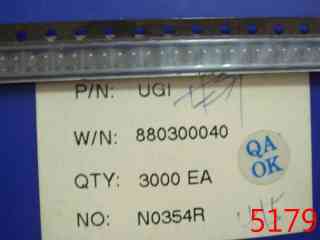 P/N: UGI
W/N: 880300040
QA
OK
QTY: 3000 EA
NO: N0354R
5179